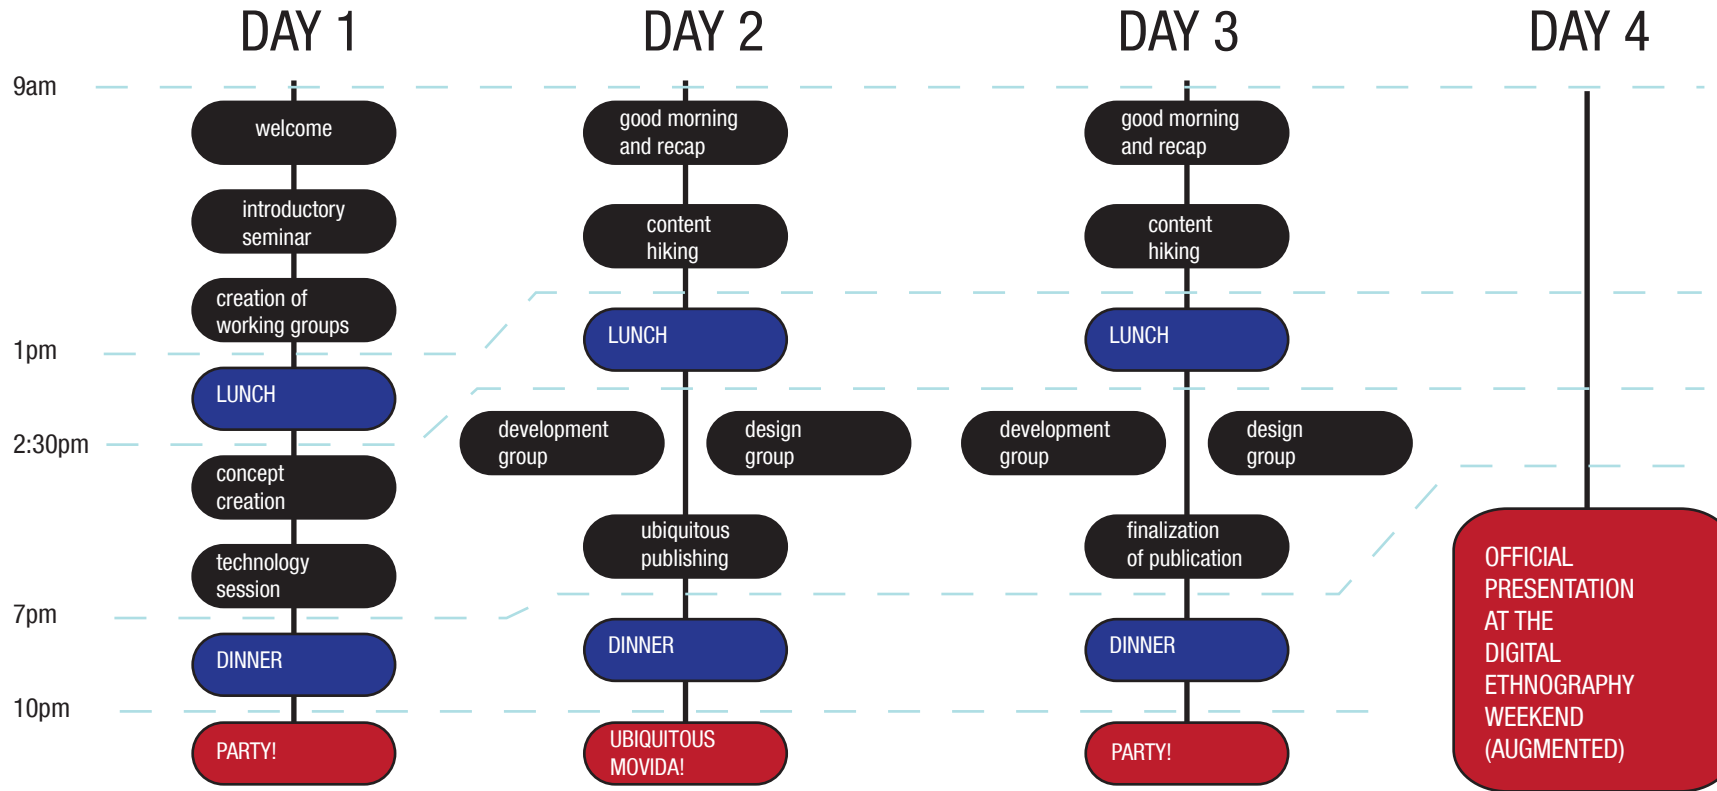 DAY 1
DAY 2
DAY 3
DAY 4
9am
1pm
2:30pm
7pm
10pm
welcome
introductory
seminar
creation of
working groups
LUNCH
concept
creation
technology
session
DINNER
PARTY!
good morning
and recap
content
hiking
LUNCH
development
group
design
group
ubiquitous
publishing
DINNER
UBIQUITOUS
MOVIDA!
good morning
and recap
content
hiking
LUNCH
development
group
design
group
finalization
of publication
DINNER
PARTY!
OFFICIAL
PRESENTATION
AT THE
DIGITAL
ETHNOGRAPHY
WEEKEND
(AUGMENTED)